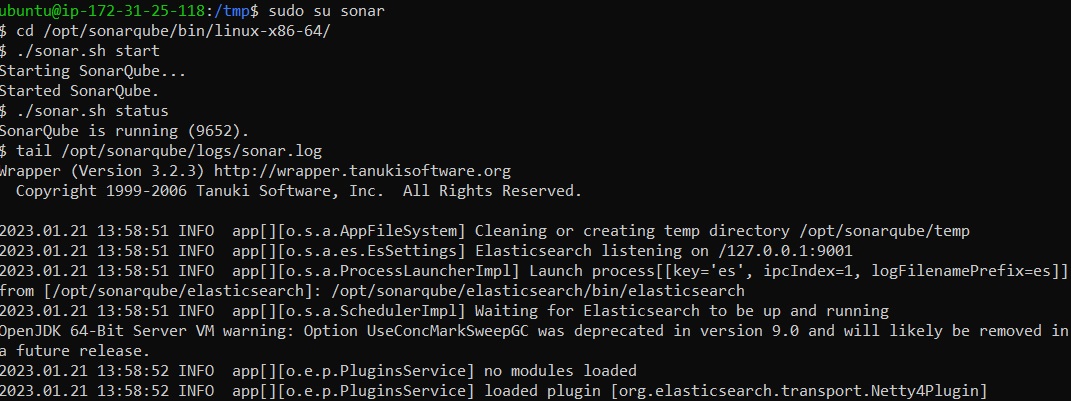 ubuntu@ip-172-31-25-118:/tmp$ sudo su sonar
$ cd /opt/sonarqube/bin/linux-x86-64/
$ ./sonar.sh start
Starting SonarQube...
Started SonarQube.
$ ./sonar.sh status
SonarQube is running (9652).
$ tail /opt/sonarqube/logs/sonar.log
Wrapper (Version 3.2.3) http://wrapper.tanukisoftware.org
  Copyright 1999-2006 Tanuki Software, Inc.  All Rights Reserved.

2023.01.21 13:58:51 INFO  app[][o.s.a.AppFileSystem] Cleaning or creating temp directory /opt/sonarqube/temp
2023.01.21 13:58:51 INFO  app[][o.s.a.es.EsSettings] Elasticsearch listening on /127.0.0.1:9001
2023.01.21 13:58:51 INFO  app[][o.s.a.ProcessLauncherImpl] Launch process[[key='es', ipcIndex=1, logFilenamePrefix=es]]
from [/opt/sonarqube/elasticsearch]: /opt/sonarqube/elasticsearch/bin/elasticsearch
2023.01.21 13:58:51 INFO  app[][o.s.a.SchedulerImpl] Waiting for Elasticsearch to be up and running
OpenJDK 64-Bit Server VM warning: Option UseConcMarkSweepGC was deprecated in version 9.0 and will likely be removed in
a future release.
2023.01.21 13:58:52 INFO  app[][o.e.p.PluginsService] no modules loaded
2023.01.21 13:58:52 INFO  app[][o.e.p.PluginsService] loaded plugin [org.elasticsearch.transport.Netty4Plugin]